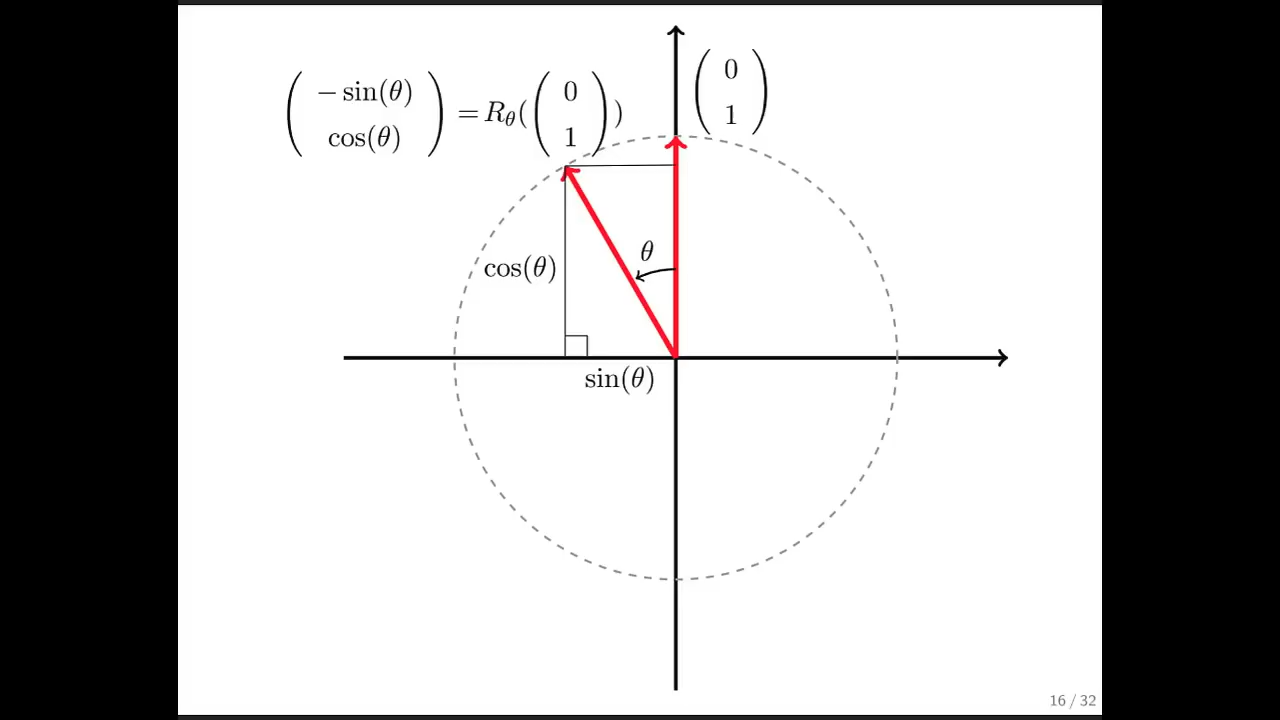 ( − sin(θ) cos(θ) ) = R_θ( ( 0 1 ) )
( 0 1 )
θ
cos(θ)
sin(θ)
16 / 32